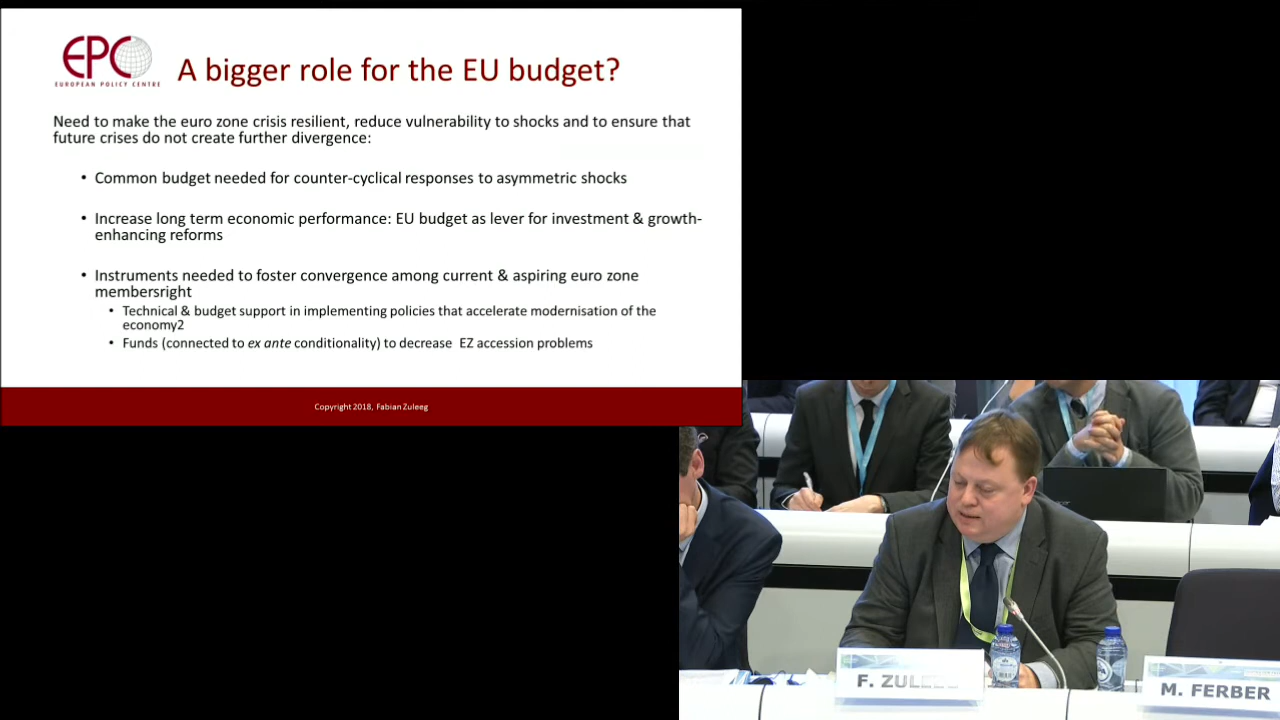 EPC
EUROPEAN POLICY CENTRE
A bigger role for the EU budget?
Need to make the euro zone crisis resilient, reduce vulnerability to shocks and to ensure that
future crises do not create further divergence:
• Common budget needed for counter-cyclical responses to asymmetric shocks
• Increase long term economic performance: EU budget as lever for investment & growth-
enhancing reforms
• Instruments needed to foster convergence among current & aspiring euro zone
membersright
• Technical & budget support in implementing policies that accelerate modernisation of the
economy2
• Funds (connected to ex ante conditionality) to decrease EZ accession problems
Copyright 2018, Fabian Zuleeg
F.
M. FERBER